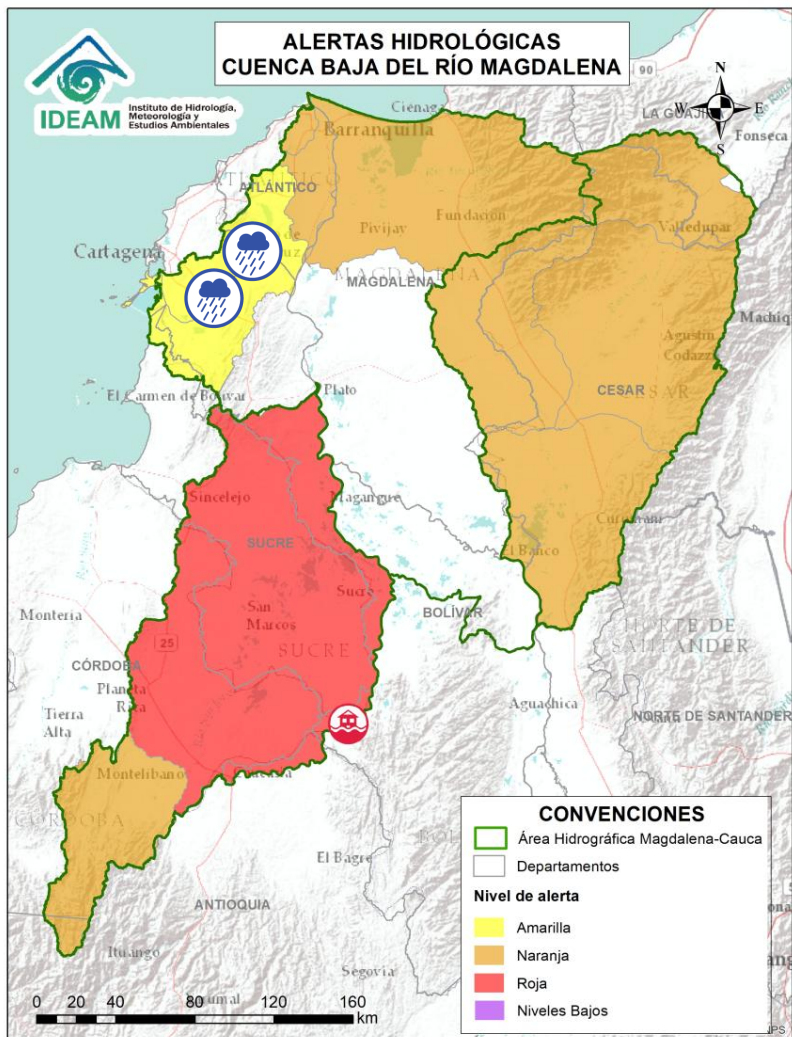 ALERTAS HIDROLÓGICAS
CUENCA BAJA DEL RÍO MAGDALENA
IDEAM
Instituto de Hidrología,
Meteorología y
Estudios Ambientales
N
W
E
S
90
Ciénaga
LA GUAJIRA
Fonseca
Barranquilla
ATLÁNTICO
Pivijay
Fundación
Valledupar
Cartagena
MAGDALENA
MAGDALENA
Agustín
Codazzi
CESAR
El Carmen de Bolívar
Plato
Sincelejo
Magangué
Curumaní
El Banco
SUCRE
Sucre
San
Marcos
BOLÍVAR
Montería
SUCRE
NORTE DE
SANTANDER
25
CÓRDOBA
Planeta
Rica
Aguachica
Tierra
Alta
NORTE DE SANTANDER
Montelíbano
Caucasia
CÓRDOBA
El Bagre
ANTIOQUIA
Ituango
Segovia
CONVENCIONES
Área Hidrográfica Magdalena-Cauca
Departamentos
Nivel de alerta
Amarilla
Naranja
Roja
Niveles Bajos
0 20 40 80 120 160
km